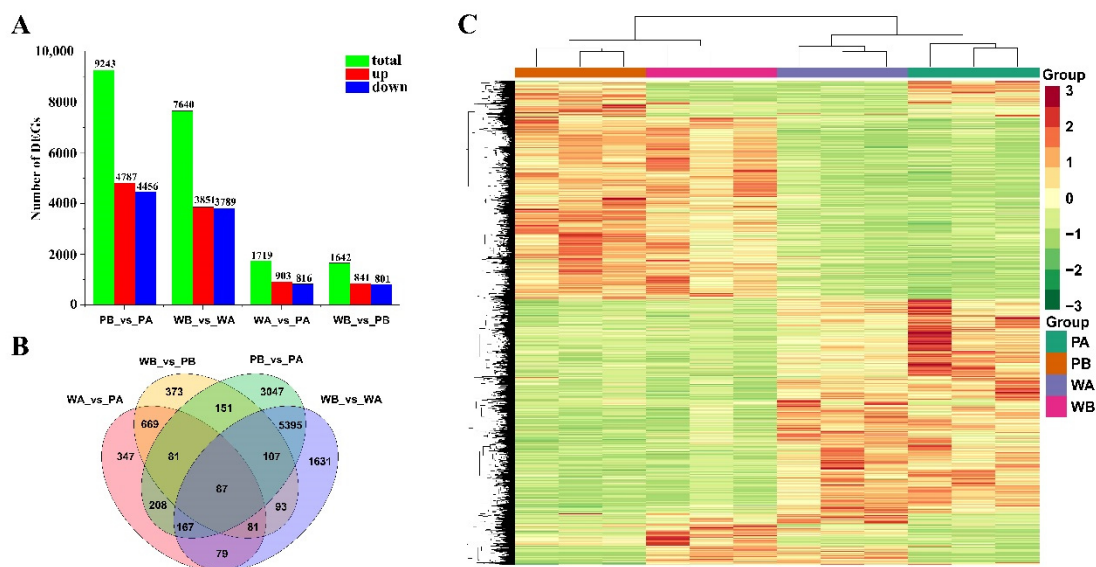 A
10,000
8000
6000
4000
2000
0
Number of DEGs
total
up
down
9243
4787
4456
7640
3851
3789
1719
903
816
1642
841
801
PB_vs_PA
WB_vs_WA
WA_vs_PA
WB_vs_PB
B
WB_vs_PB
PB_vs_PA
WA_vs_PA
WB_vs_WA
373
3047
151
669
5395
347
81
107
1631
87
208
93
167
81
79
C
Group
3
2
1
0
−1
−2
−3
Group
PA
PB
WA
WB